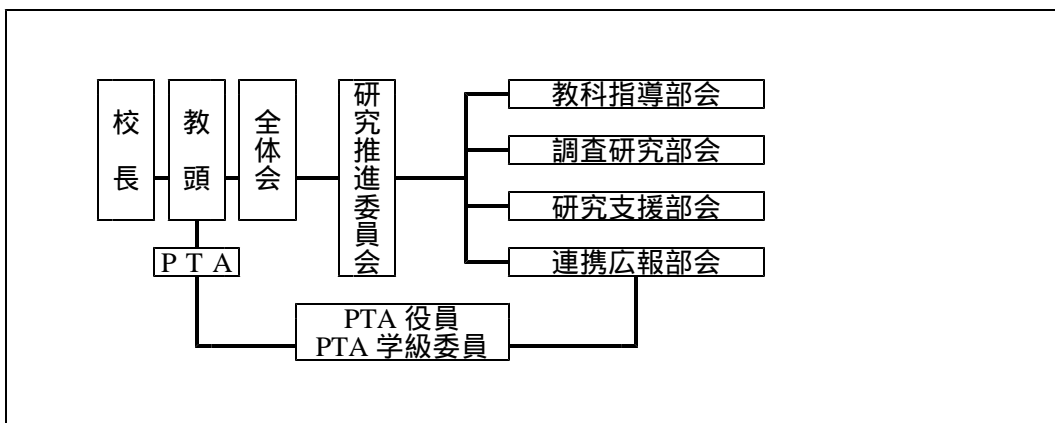 校長
教頭
全体会
研究推進委員会
教科指導部会
調査研究部会
研究支援部会
連携広報部会
P T A
PTA 役員
PTA 学級委員